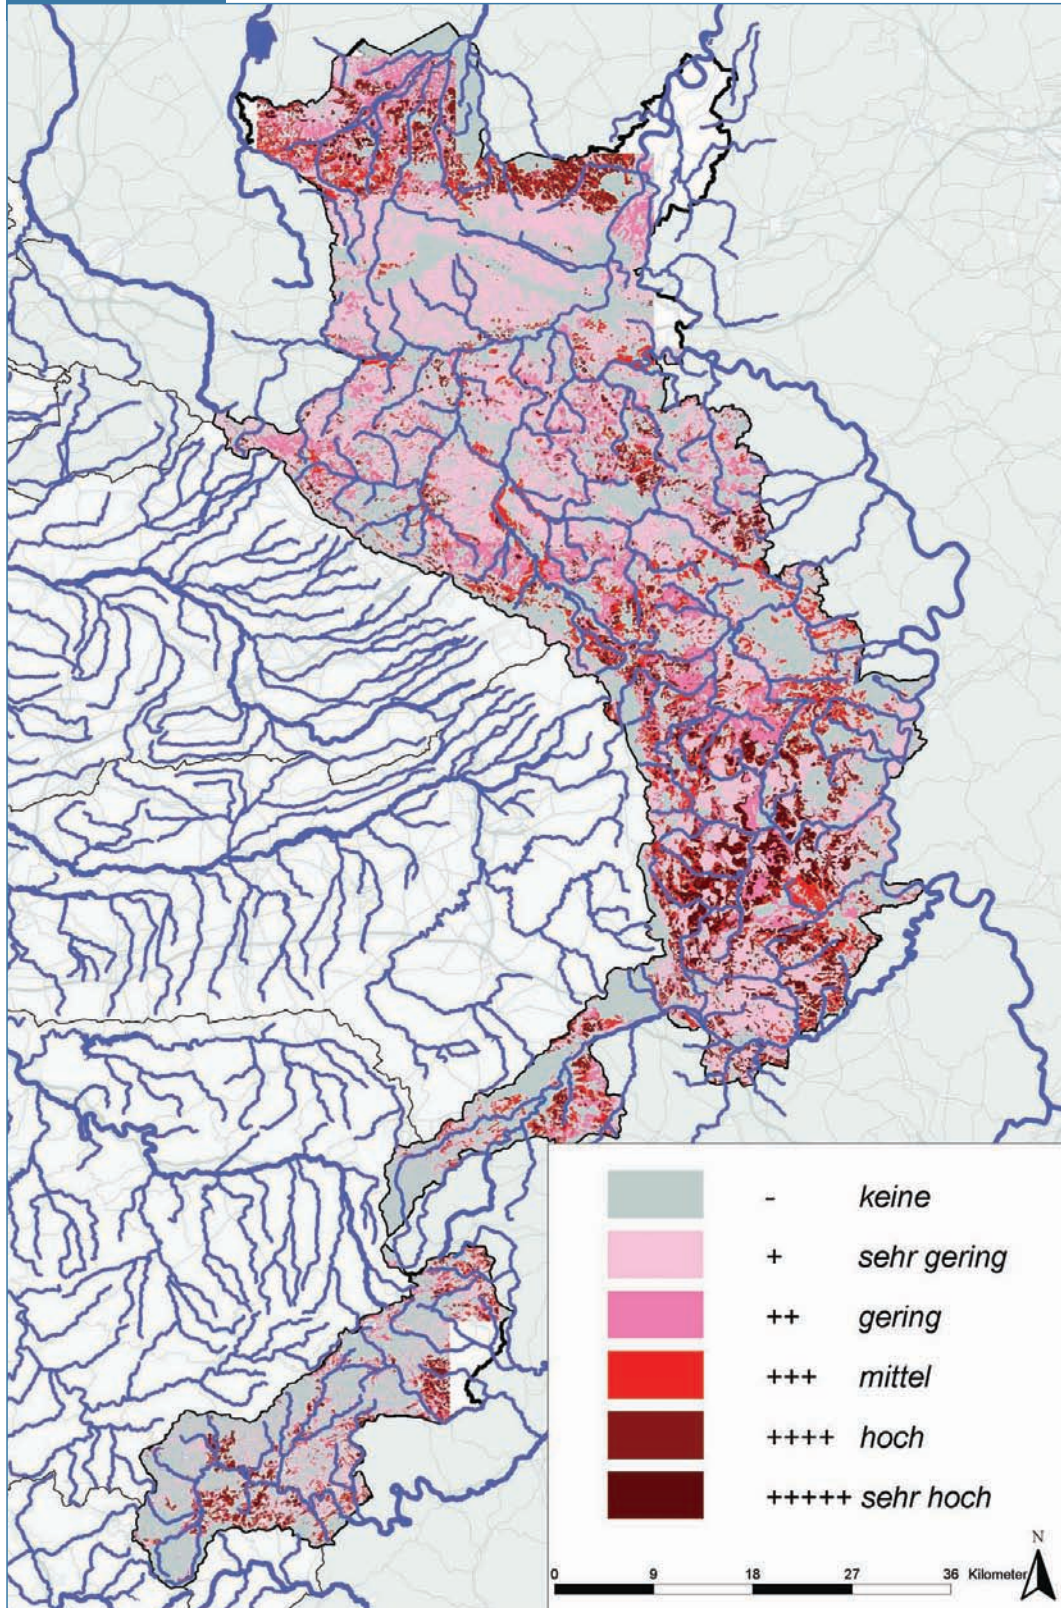 - keine
+ sehr gering
++ gering
+++ mittel
++++ hoch
+++++ sehr hoch
N
0 9 18 27 36 Kilometer